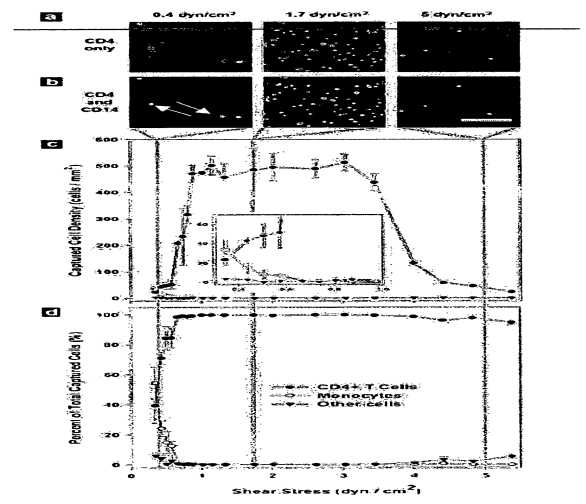 a 0.4 dyn/cm² 1.7 dyn/cm² 5 dyn/cm²
CD4
only
b
CD4
and
CD14
c
Captured Cell Density (cells / mm²)
600
500
400
300
200
100
0
d
Percent of Total Captured Cells (%)
100
80
60
40
20
0
CD4+ T Cells
Monocytes
Other cells
0 1 2 3 4 5
Shear Stress (dyn / cm²)